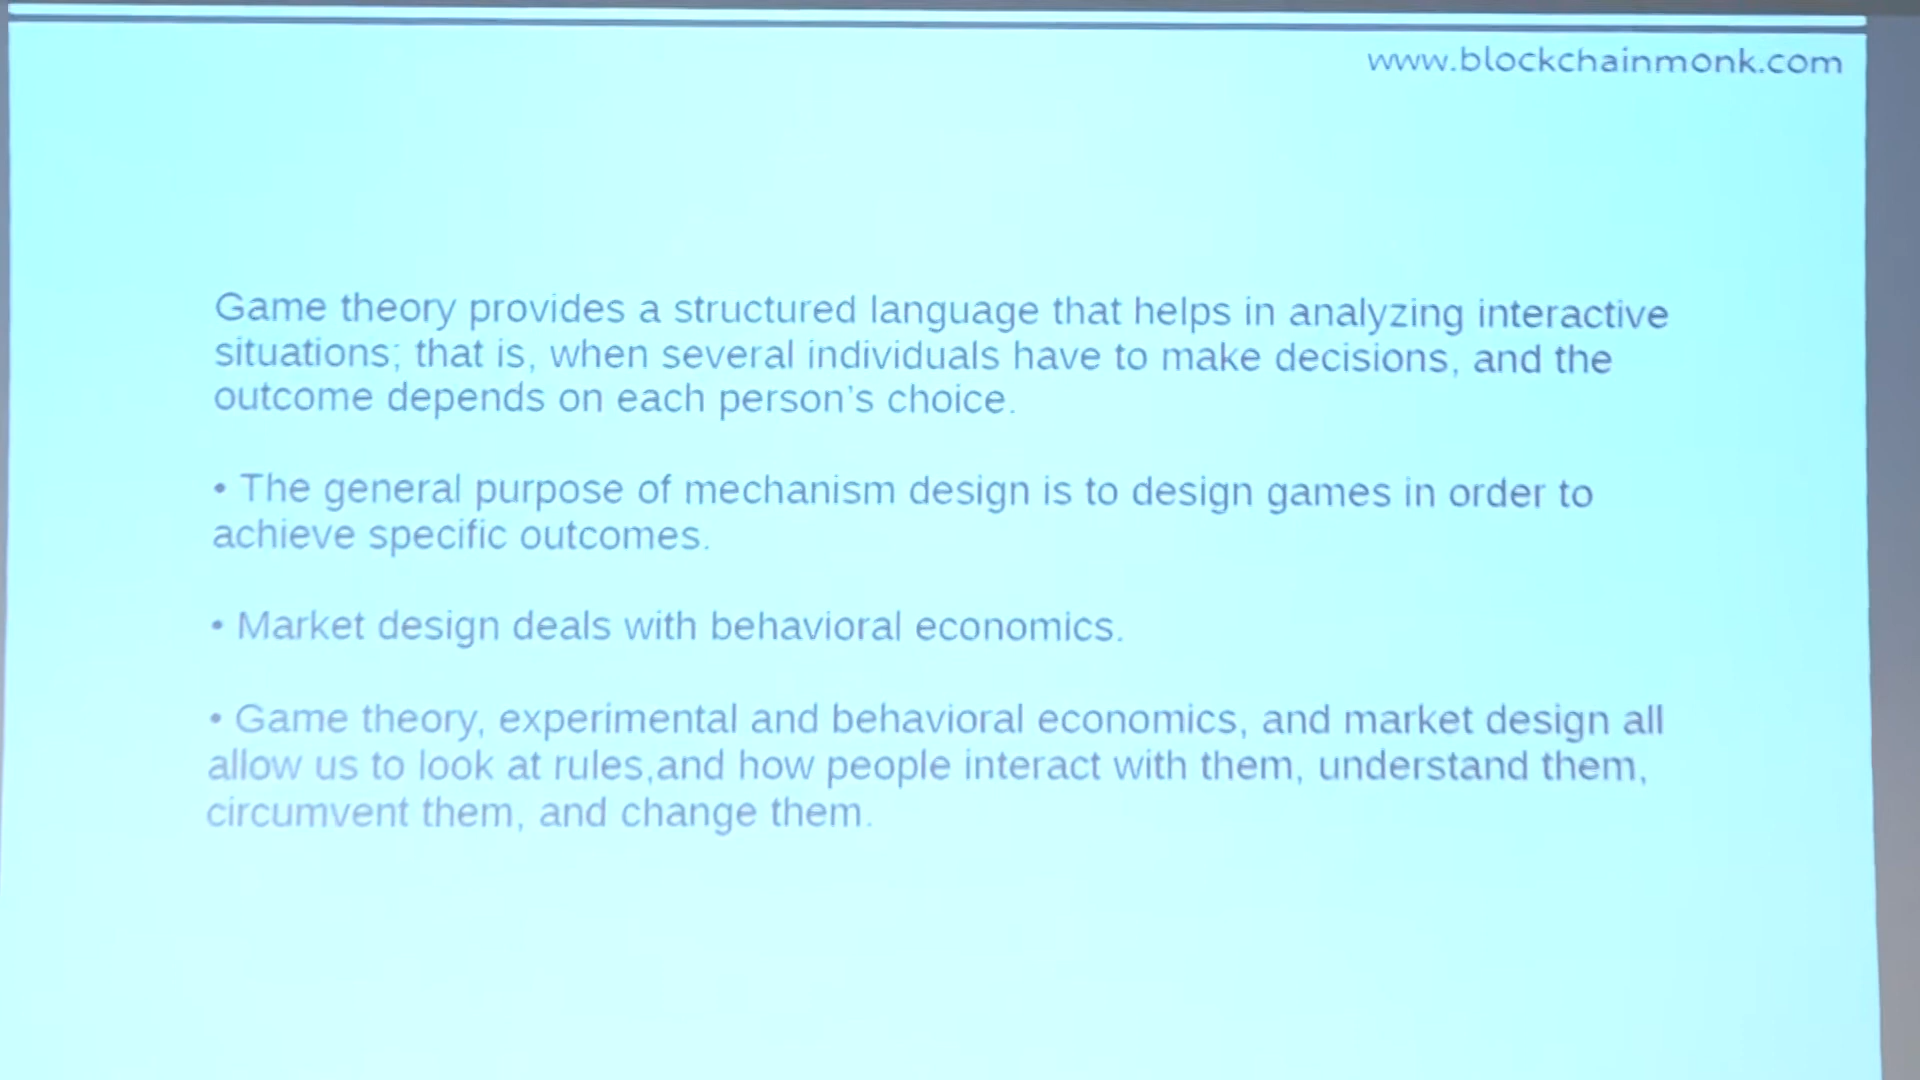 www.blockchainmonk.com
Game theory provides a structured language that helps in analyzing interactive
situations; that is, when several individuals have to make decisions, and the
outcome depends on each person's choice.
• The general purpose of mechanism design is to design games in order to
achieve specific outcomes.
• Market design deals with behavioral economics.
• Game theory, experimental and behavioral economics, and market design all
allow us to look at rules,and how people interact with them, understand them,
circumvent them, and change them.